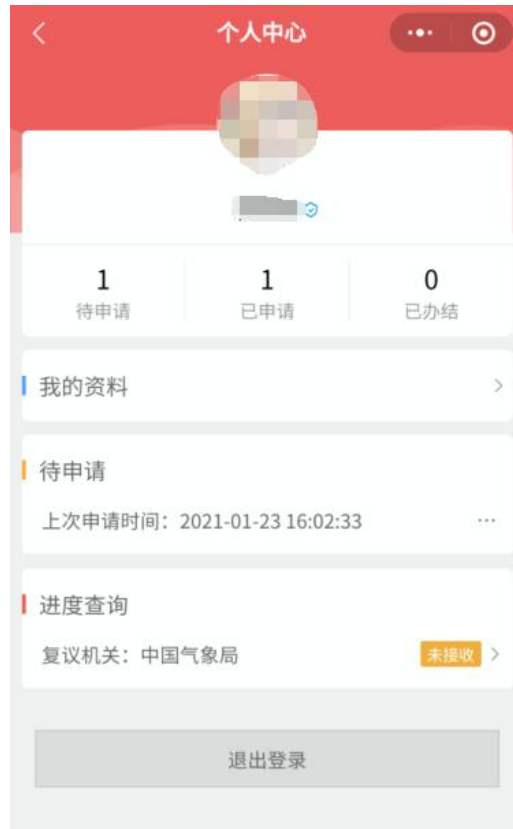 个人中心
1
待申请
1
已申请
0
已办结
我的资料
待申请
上次申请时间：2021-01-23 16:02:33
进度查询
复议机关：中国气象局
未接收
退出登录